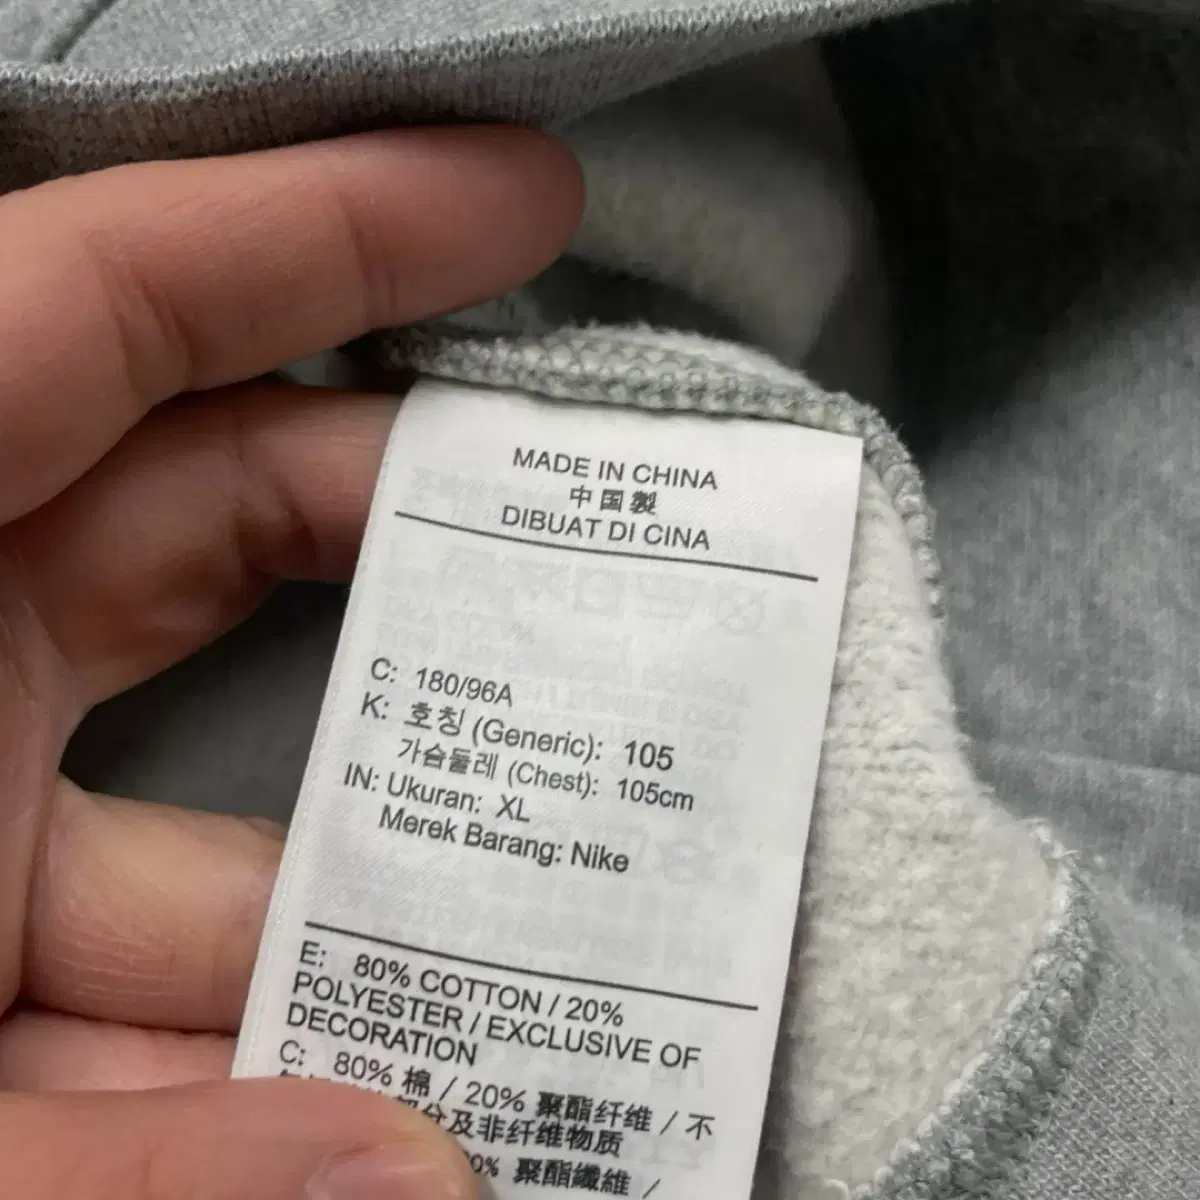 MADE IN CHINA
中国製
DIBUAT DI CINA
C: 180/96A
K: 호칭 (Generic): 105
가슴둘레 (Chest): 105cm
IN: Ukuran: XL
Merek Barang: Nike
E: 80% COTTON / 20%
POLYESTER / EXCLUSIVE OF
DECORATION
C: 80% 棉 / 20% 聚酯纤维 / 不
部分及非纤维物质
聚酯纖維 /